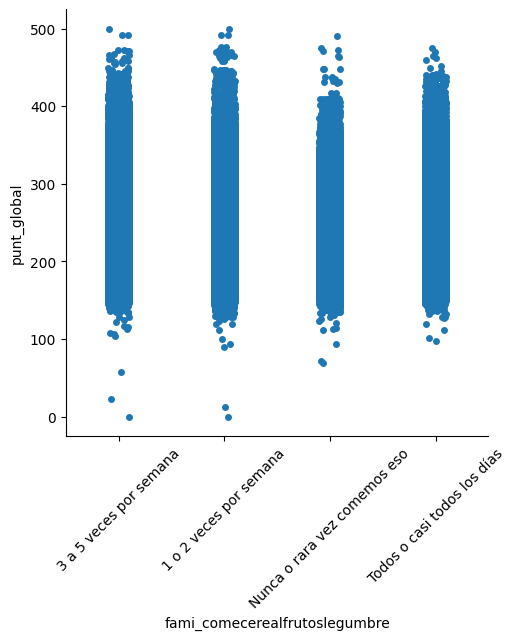 500
400
300
200
100
0
punt_global
3 a 5 veces por semana
1 o 2 veces por semana
Nunca o rara vez comemos eso
Todos o casi todos los días
fami_comecerealfrutoslegumbre